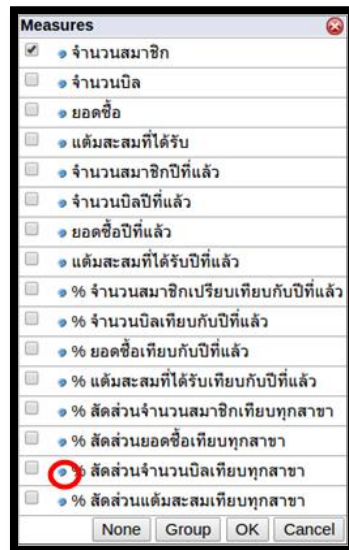 Measures
จำนวนสมาชิก
จำนวนบิล
ยอดซื้อ
แต้มสะสมที่ได้รับ
จำนวนสมาชิกปีที่แล้ว
จำนวนบิลปีที่แล้ว
ยอดซื้อปีที่แล้ว
แต้มสะสมที่ได้รับปีที่แล้ว
% จำนวนสมาชิกเปรียบเทียบกับปีที่แล้ว
% จำนวนบิลเทียบกับปีที่แล้ว
% ยอดซื้อเทียบกับปีที่แล้ว
% แต้มสะสมที่ได้รับเทียบกับปีที่แล้ว
% สัดส่วนจำนวนสมาชิกเทียบทุกสาขา
% สัดส่วนยอดซื้อเทียบทุกสาขา
% สัดส่วนจำนวนบิลเทียบทุกสาขา
% สัดส่วนแต้มสะสมเทียบทุกสาขา
None Group OK Cancel